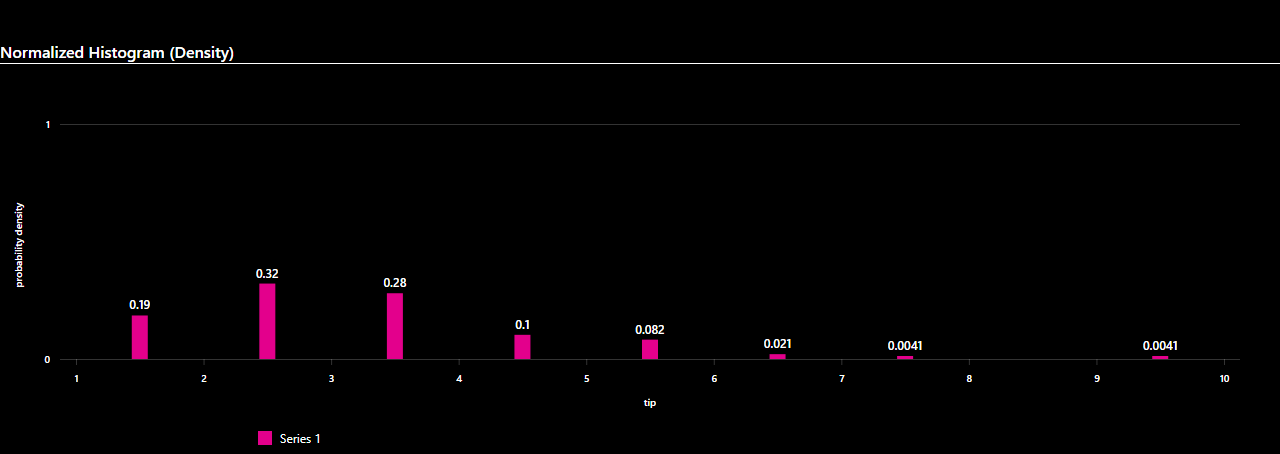 Normalized Histogram (Density)
1
probability density
0.32
0.28
0.19
0.1
0.082
0.021
0.0041
0.0041
0
1 2 3 4 5 6 7 8 9 10
tip
Series 1